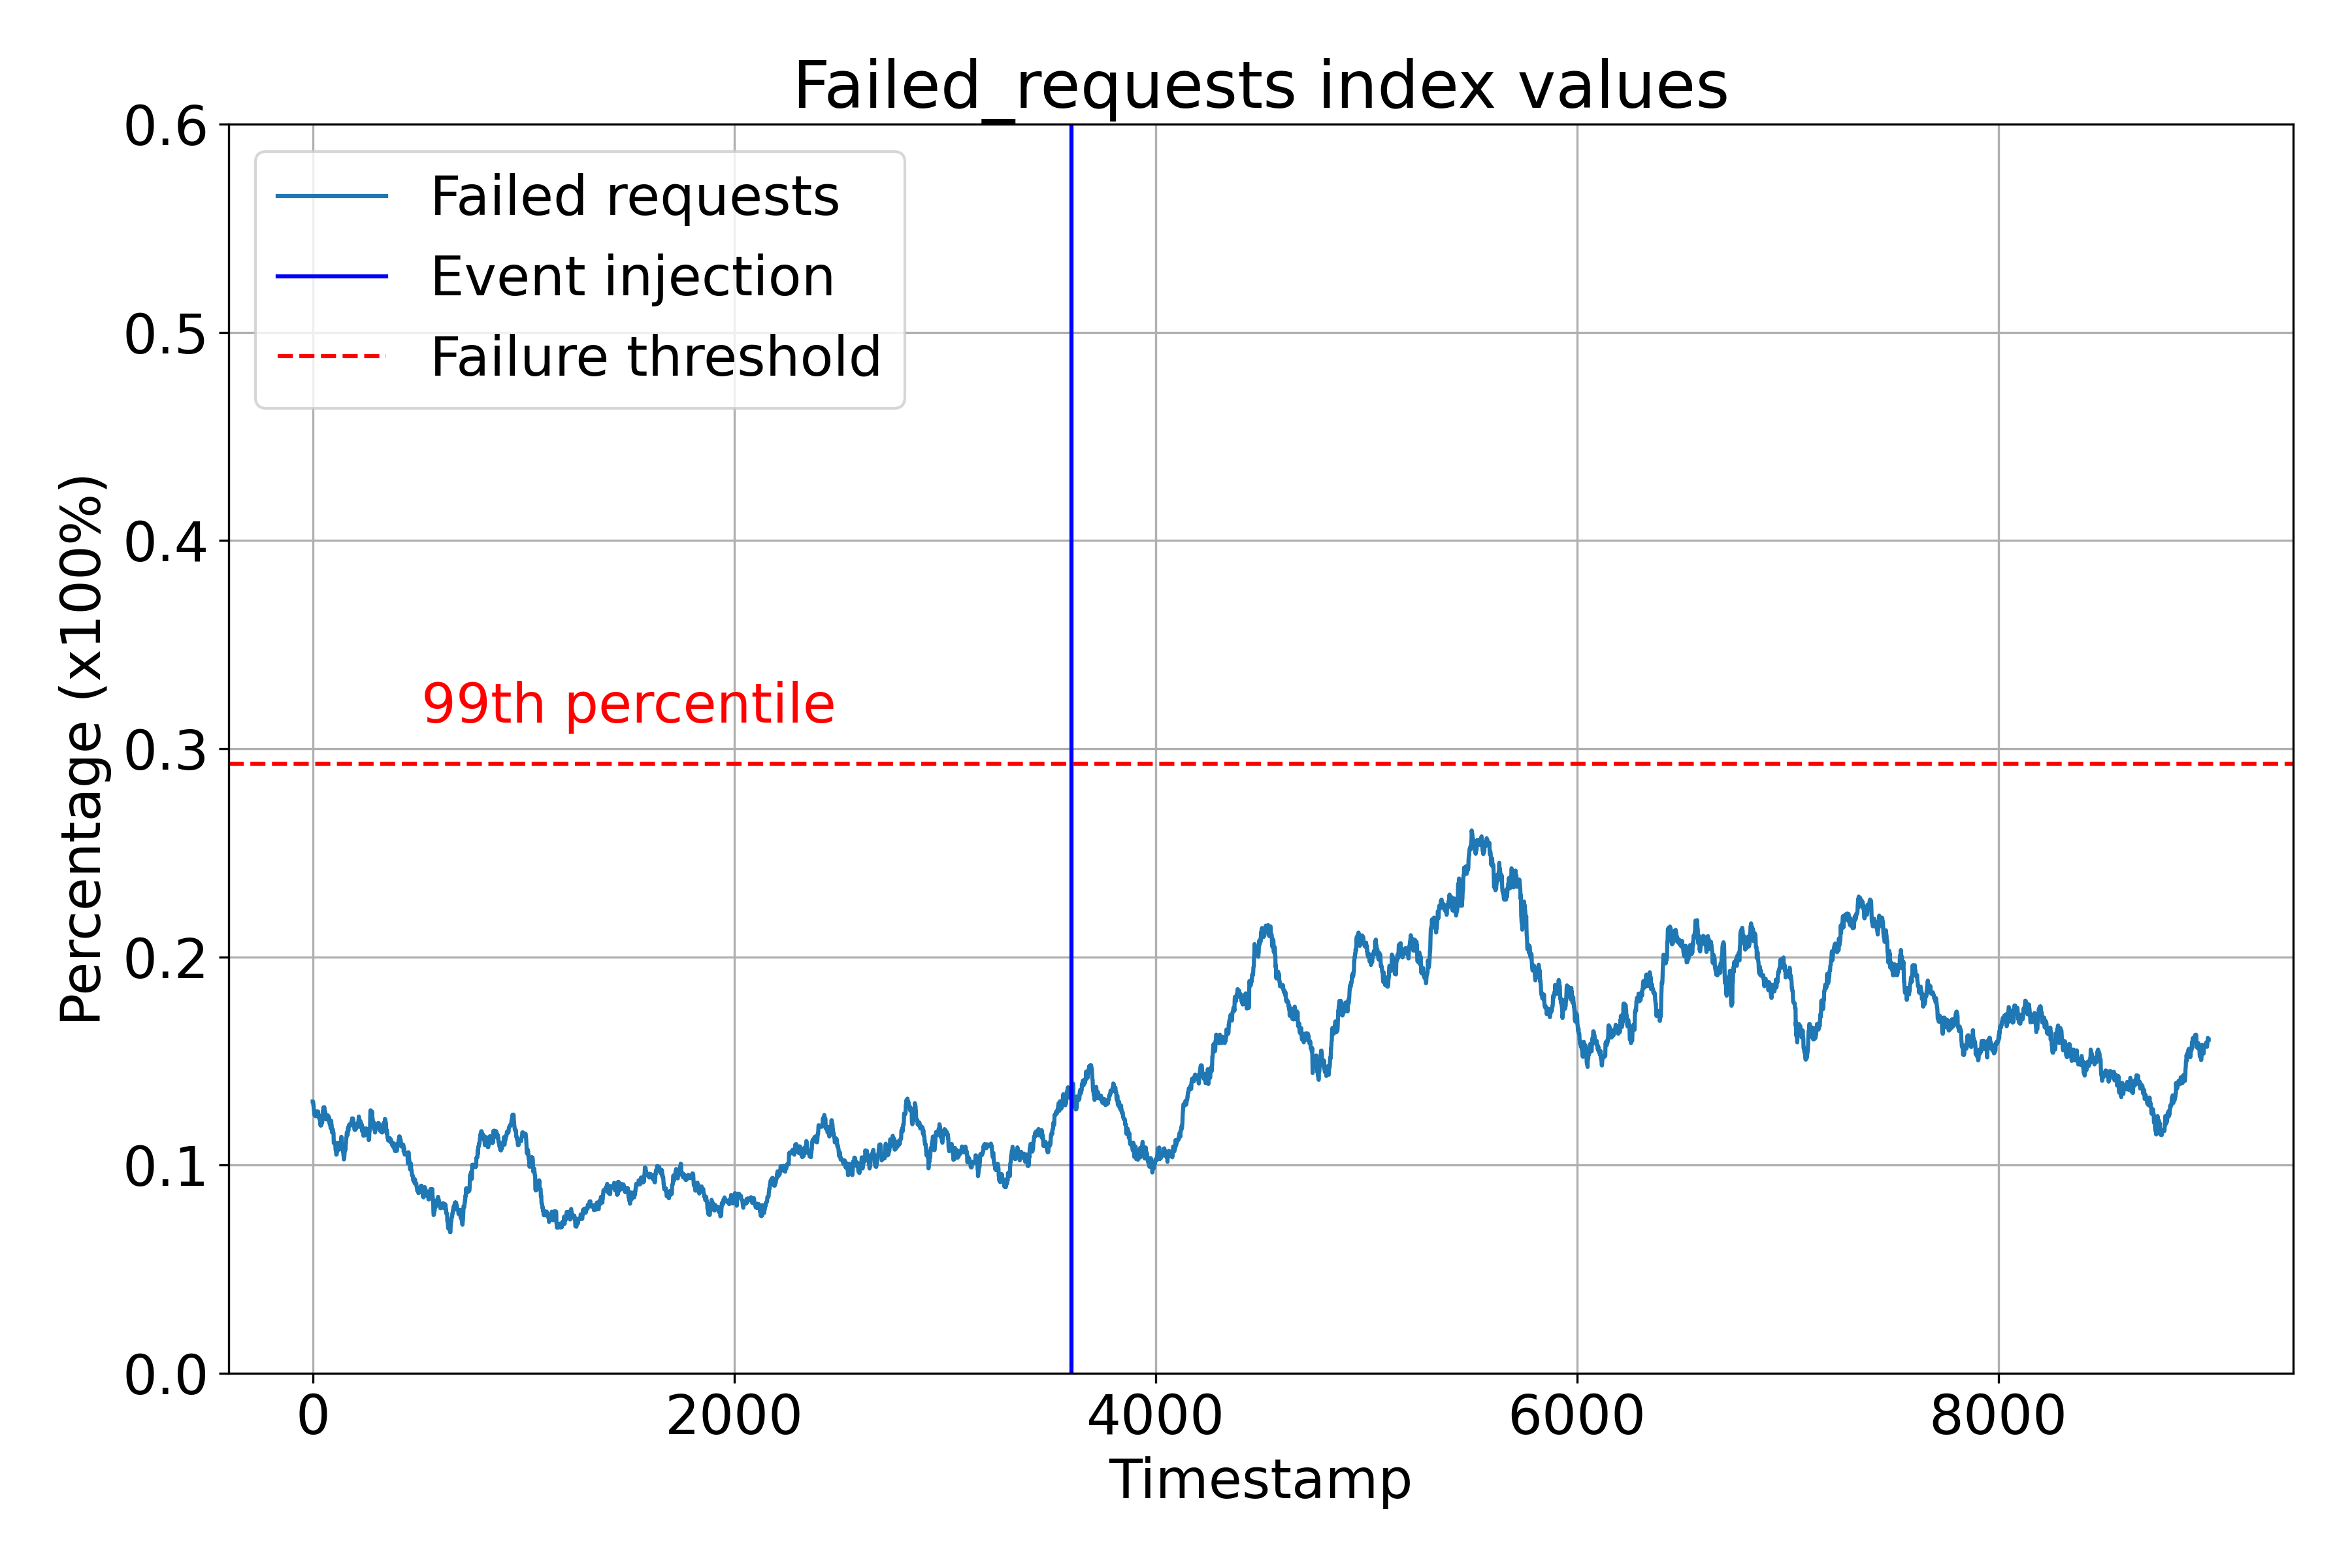 Failed_requests index values
0.6
0.5
0.4
0.3
0.2
0.1
0.0
Percentage (x100%)
Failed requests
Event injection
Failure threshold
99th percentile
0
2000
4000
6000
8000
Timestamp